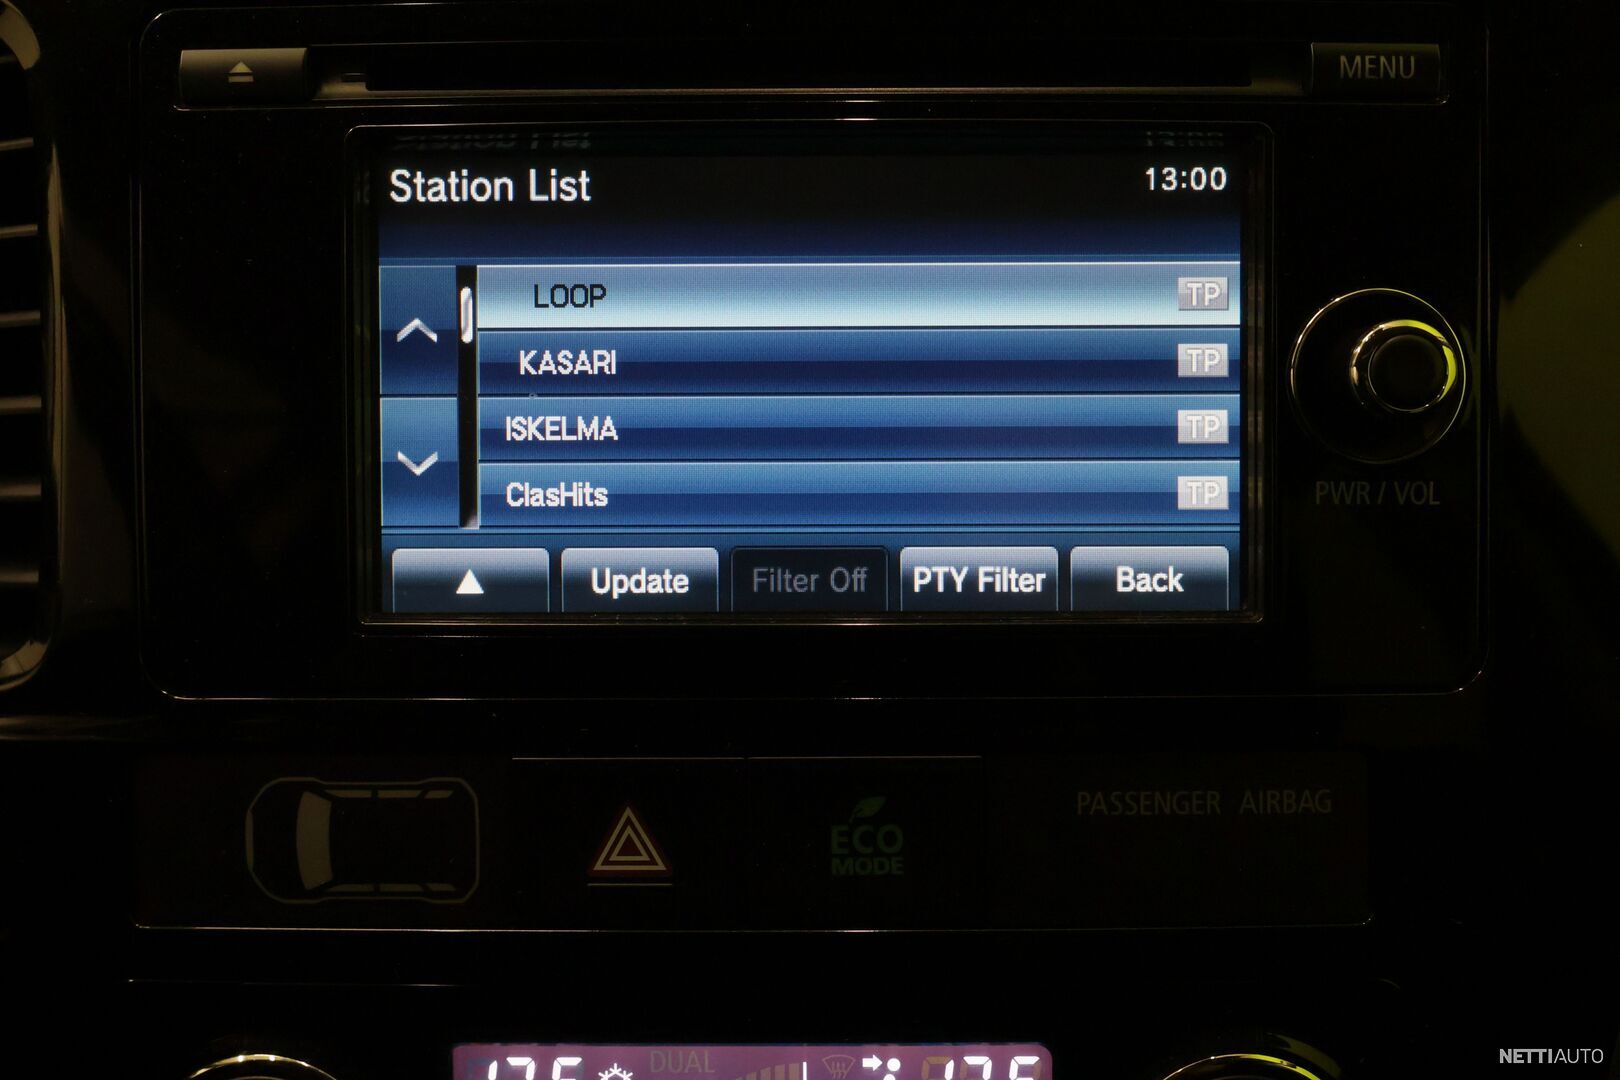 MENU
Station List
13:00
LOOP TP
KASARI TP
ISKELMA TP
ClasHits TP
Update Filter Off PTY Filter Back
PWR / VOL
PASSENGER AIRBAG
ECO
MODE
DUAL
NETTIAUTO